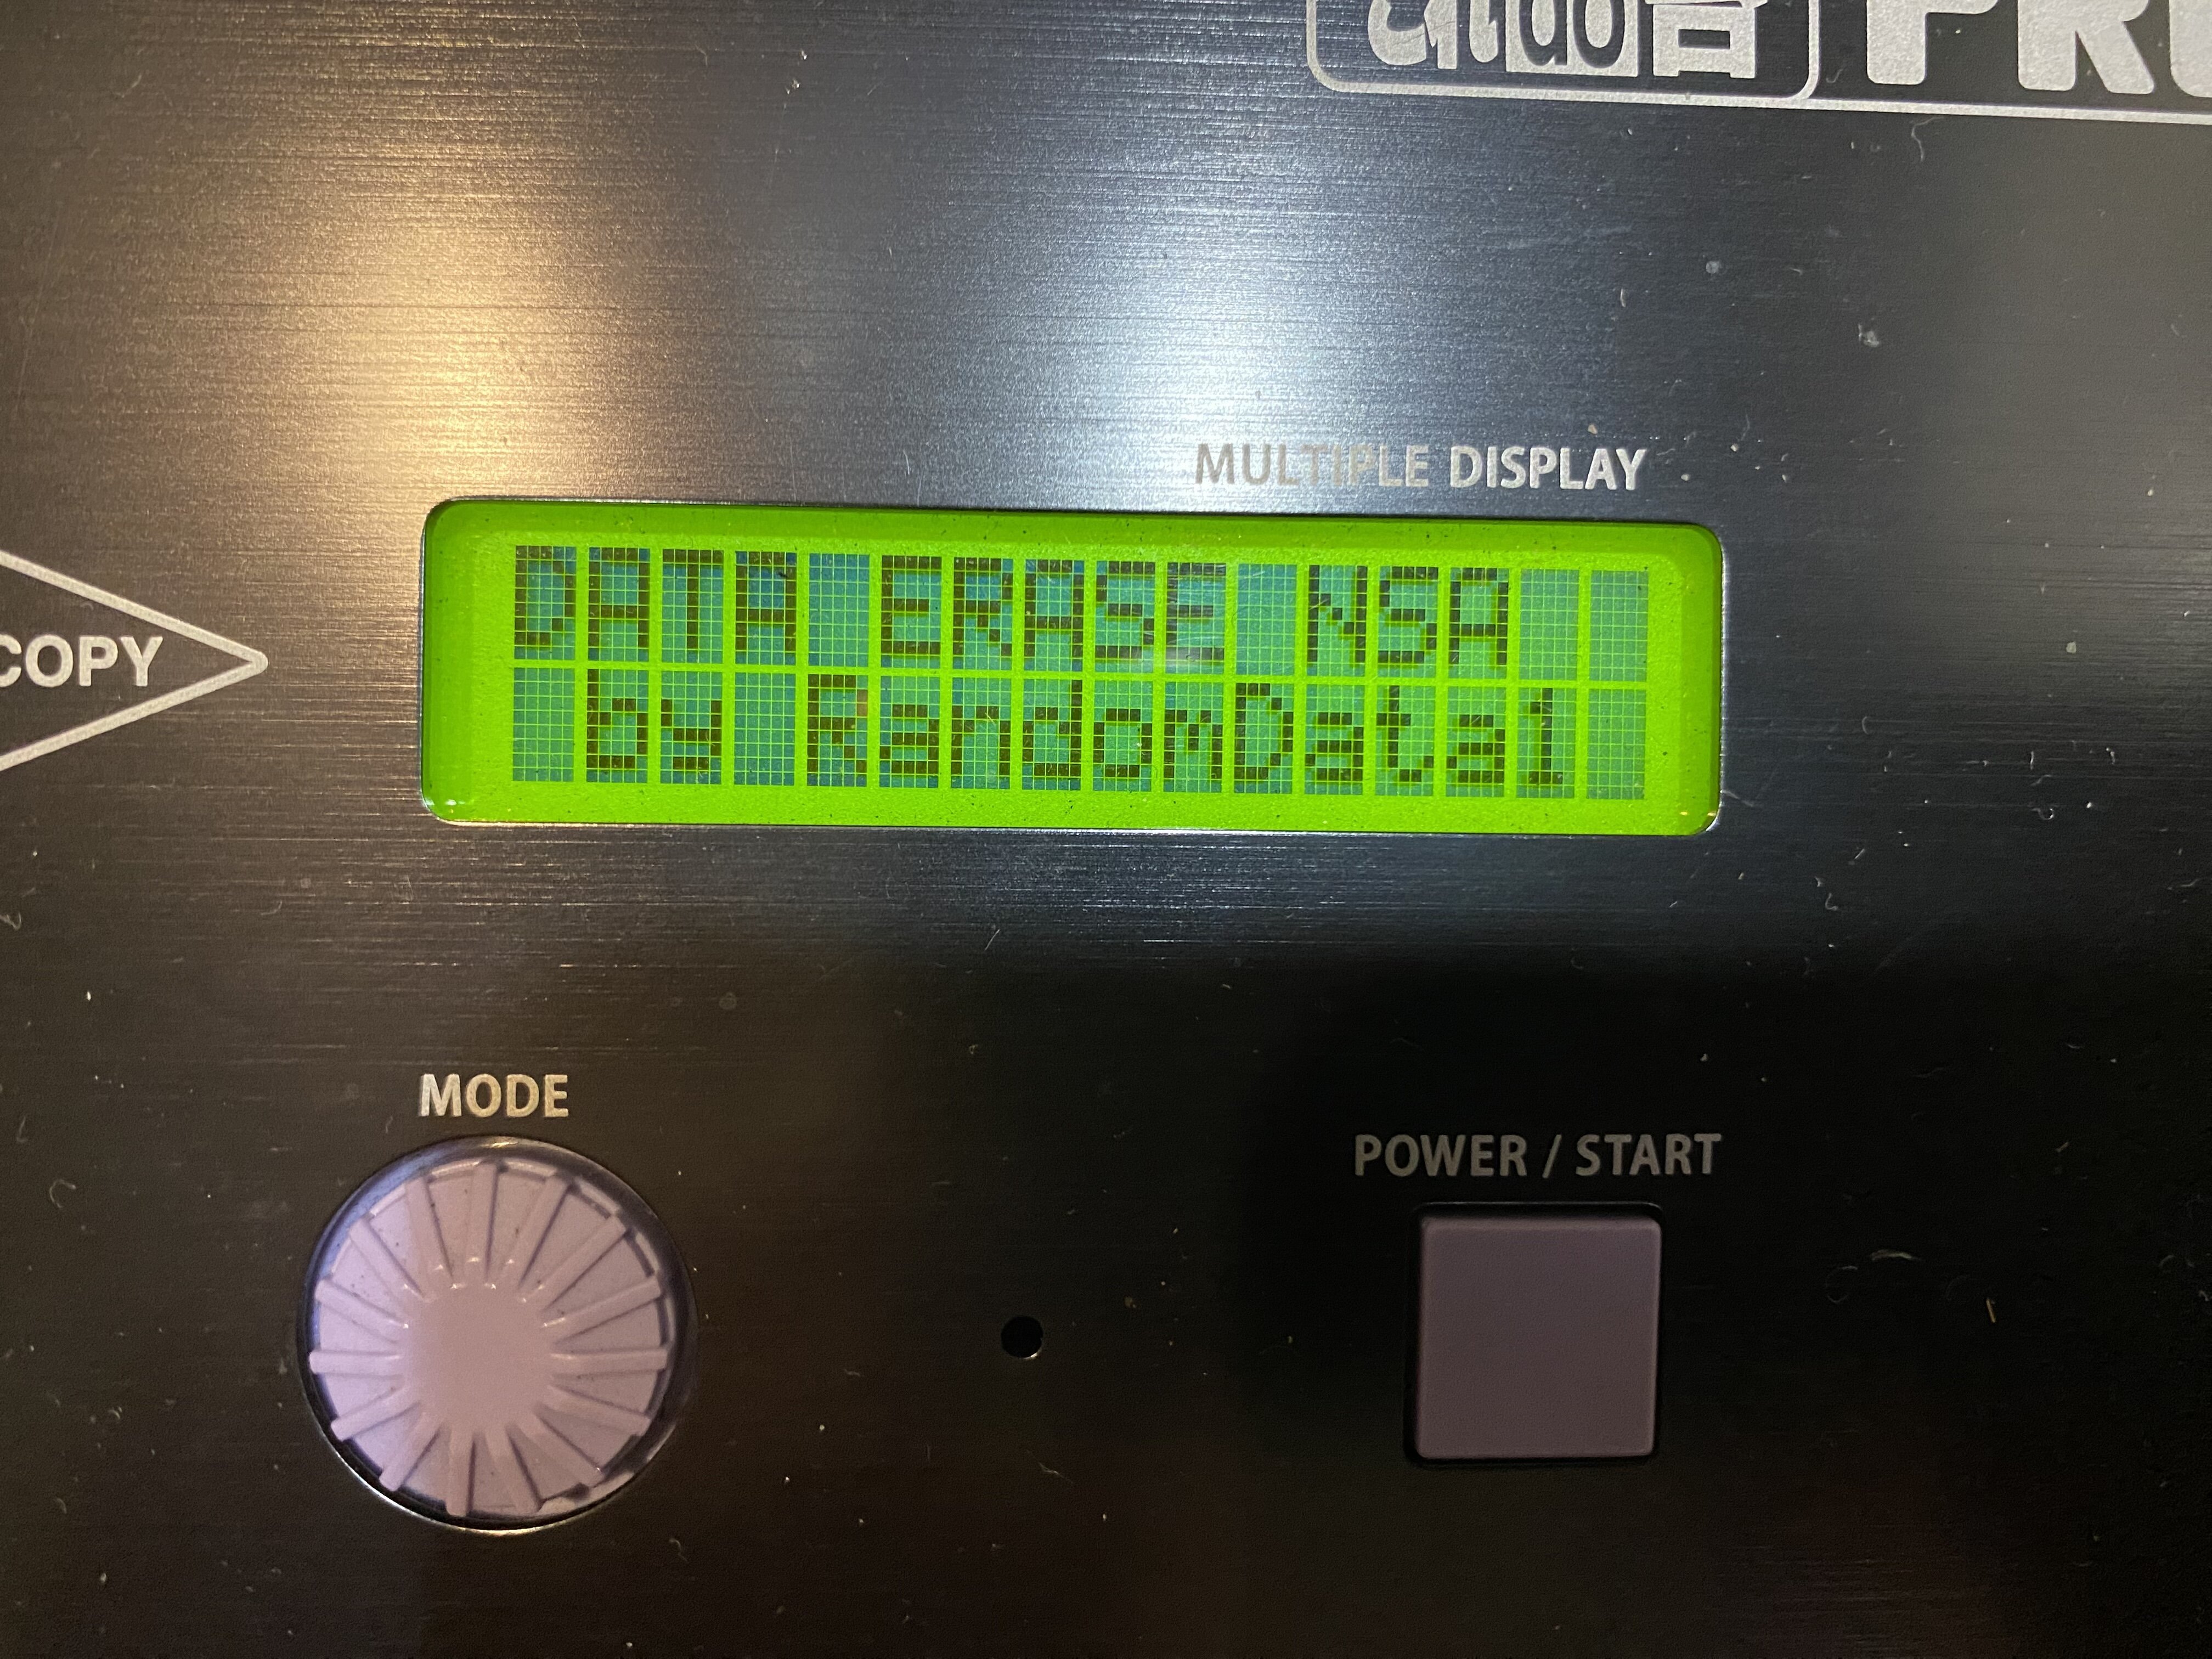 MULTIPLE DISPLAY
DATA ERASE NSA
by RandomData1
COPY
MODE
POWER / START